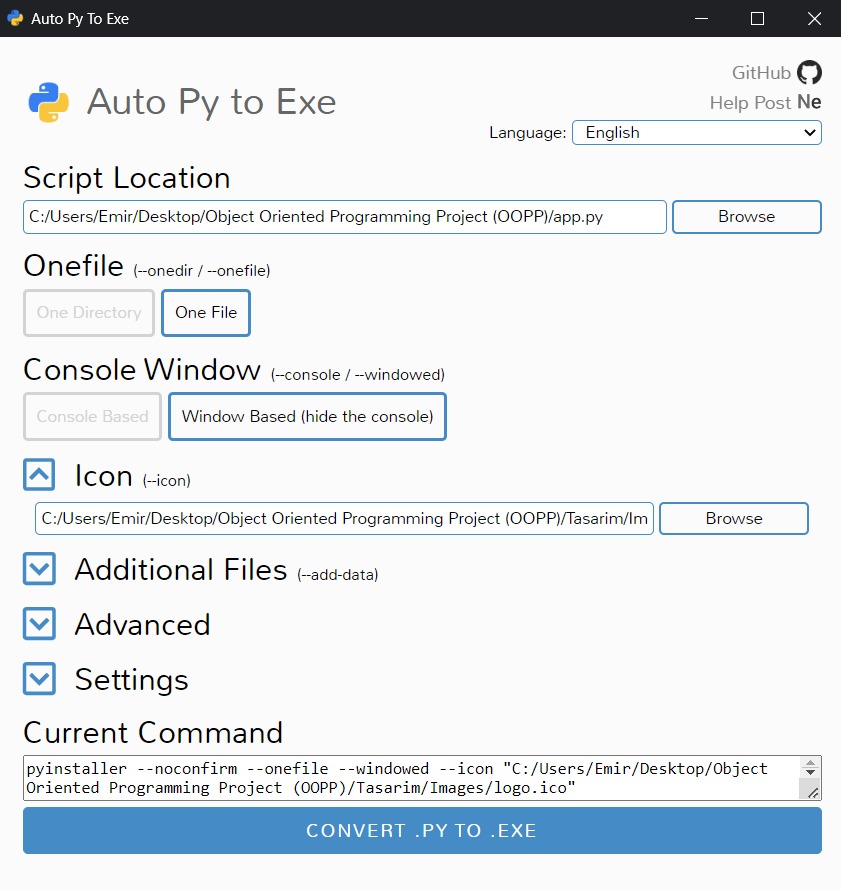 Auto Py To Exe
GitHub
Help Post Ne
Auto Py to Exe
Language: English
Script Location
C:/Users/Emir/Desktop/Object Oriented Programming Project (OOPP)/app.py Browse
Onefile (--onedir / --onefile)
One Directory One File
Console Window (--console / --windowed)
Console Based Window Based (hide the console)
Icon (--icon)
C:/Users/Emir/Desktop/Object Oriented Programming Project (OOPP)/Tasarim/Im Browse
Additional Files (--add-data)
Advanced
Settings
Current Command
pyinstaller --noconfirm --onefile --windowed --icon "C:/Users/Emir/Desktop/Object
Oriented Programming Project (OOPP)/Tasarim/Images/logo.ico"
CONVERT .PY TO .EXE